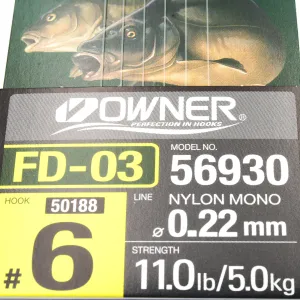 OWNER®
PERFECTION IN HOOKS
FD-03
MODEL NO. 56930
HOOK 50188
#6
LINE NYLON MONO
ø 0.22 mm
STRENGTH
11.0lb/5.0kg